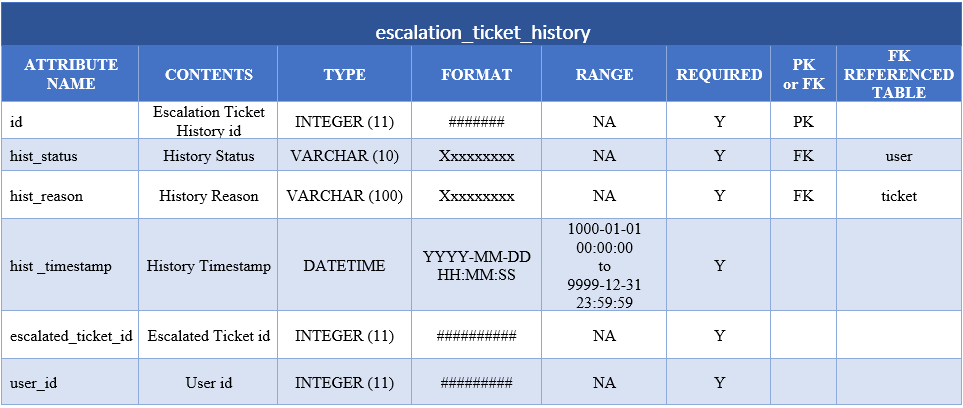 escalation_ticket_history
ATTRIBUTE NAME CONTENTS TYPE FORMAT RANGE REQUIRED PK or FK FK REFERENCED TABLE
id Escalation Ticket History id INTEGER (11) ####### NA Y PK
hist_status History Status VARCHAR (10) Xxxxxxxxx NA Y FK user
hist_reason History Reason VARCHAR (100) Xxxxxxxxx NA Y FK ticket
hist _timestamp History Timestamp DATETIME YYYY-MM-DD HH:MM:SS 1000-01-01 00:00:00 to 9999-12-31 23:59:59 Y
escalated_ticket_id Escalated Ticket id INTEGER (11) ########## NA Y
user_id User id INTEGER (11) ######### NA Y